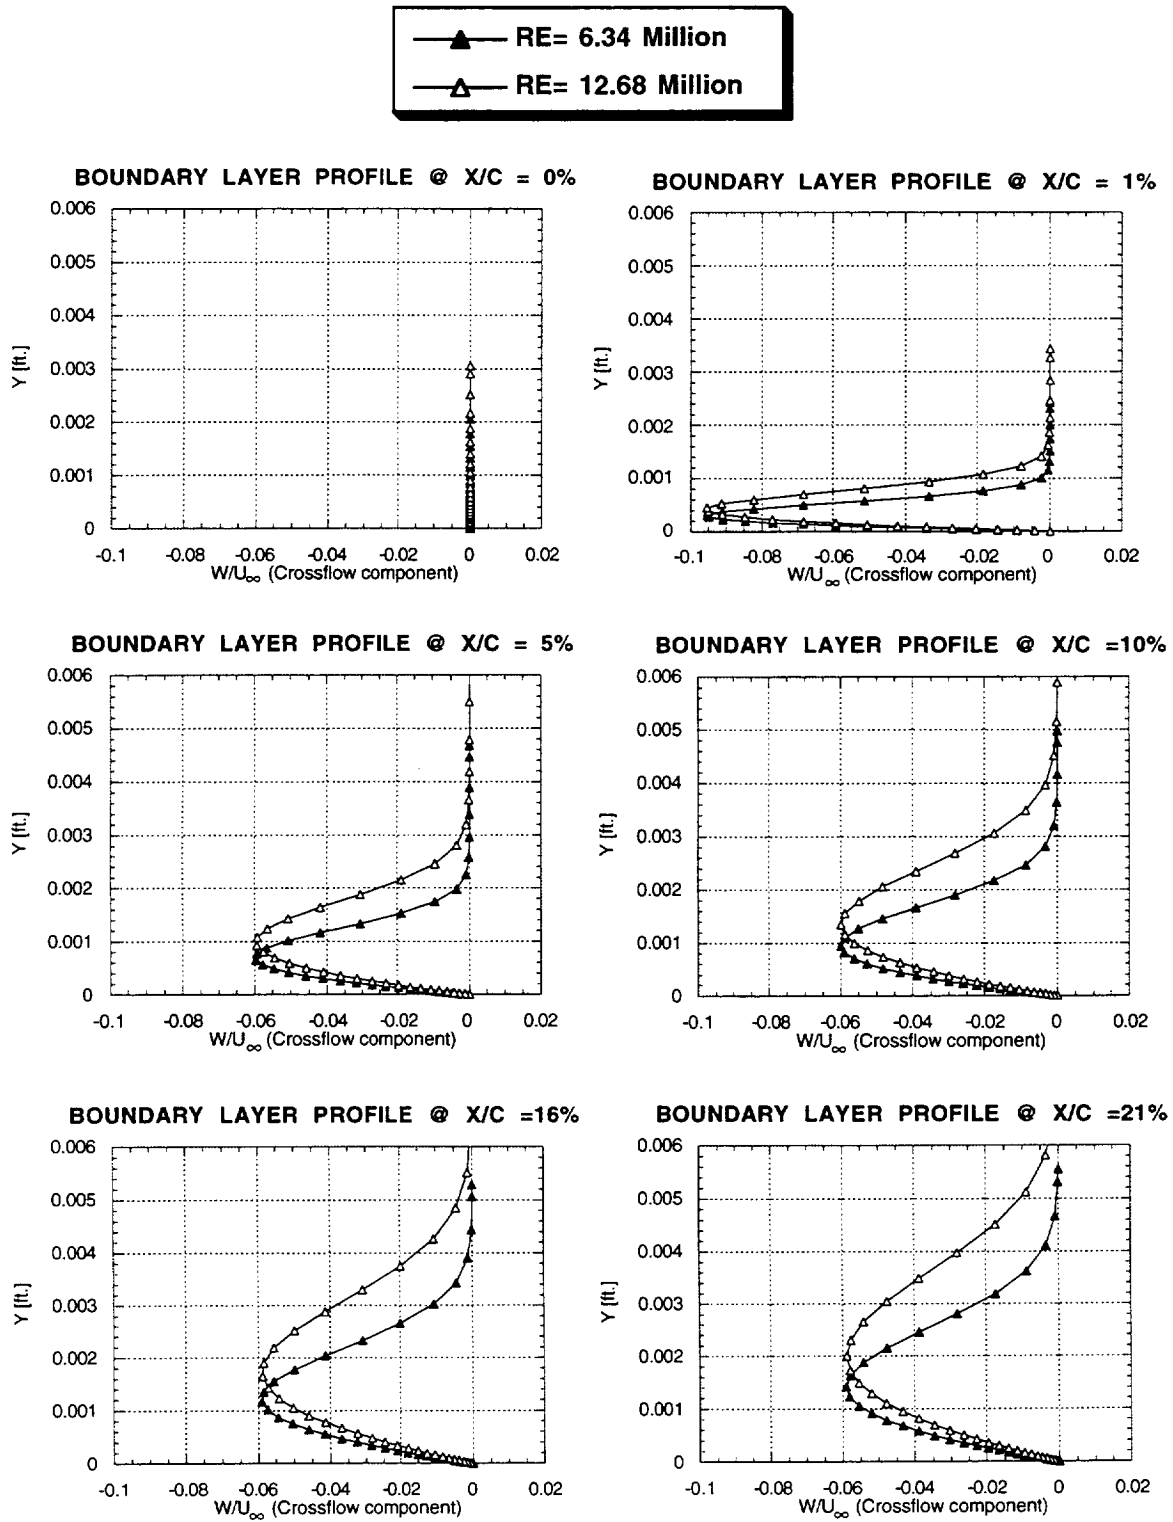 RE= 6.34 Million
RE= 12.68 Million
BOUNDARY LAYER PROFILE @ X/C = 0%
0.006
0.005
0.004
0.003
0.002
0.001
0
Y [ft.]
-0.1 -0.08 -0.06 -0.04 -0.02 0 0.02
W/U∞ (Crossflow component)
BOUNDARY LAYER PROFILE @ X/C = 1%
0.006
0.005
0.004
0.003
0.002
0.001
0
Y [ft.]
-0.1 -0.08 -0.06 -0.04 -0.02 0 0.02
W/U∞ (Crossflow component)
BOUNDARY LAYER PROFILE @ X/C = 5%
0.006
0.005
0.004
0.003
0.002
0.001
0
Y [ft.]
-0.1 -0.08 -0.06 -0.04 -0.02 0 0.02
W/U∞ (Crossflow component)
BOUNDARY LAYER PROFILE @ X/C =10%
0.006
0.005
0.004
0.003
0.002
0.001
0
Y [ft.]
-0.1 -0.08 -0.06 -0.04 -0.02 0 0.02
W/U∞ (Crossflow component)
BOUNDARY LAYER PROFILE @ X/C =16%
0.006
0.005
0.004
0.003
0.002
0.001
0
Y [ft.]
-0.1 -0.08 -0.06 -0.04 -0.02 0 0.02
W/U∞ (Crossflow component)
BOUNDARY LAYER PROFILE @ X/C =21%
0.006
0.005
0.004
0.003
0.002
0.001
0
Y [ft.]
-0.1 -0.08 -0.06 -0.04 -0.02 0 0.02
W/U∞ (Crossflow component)